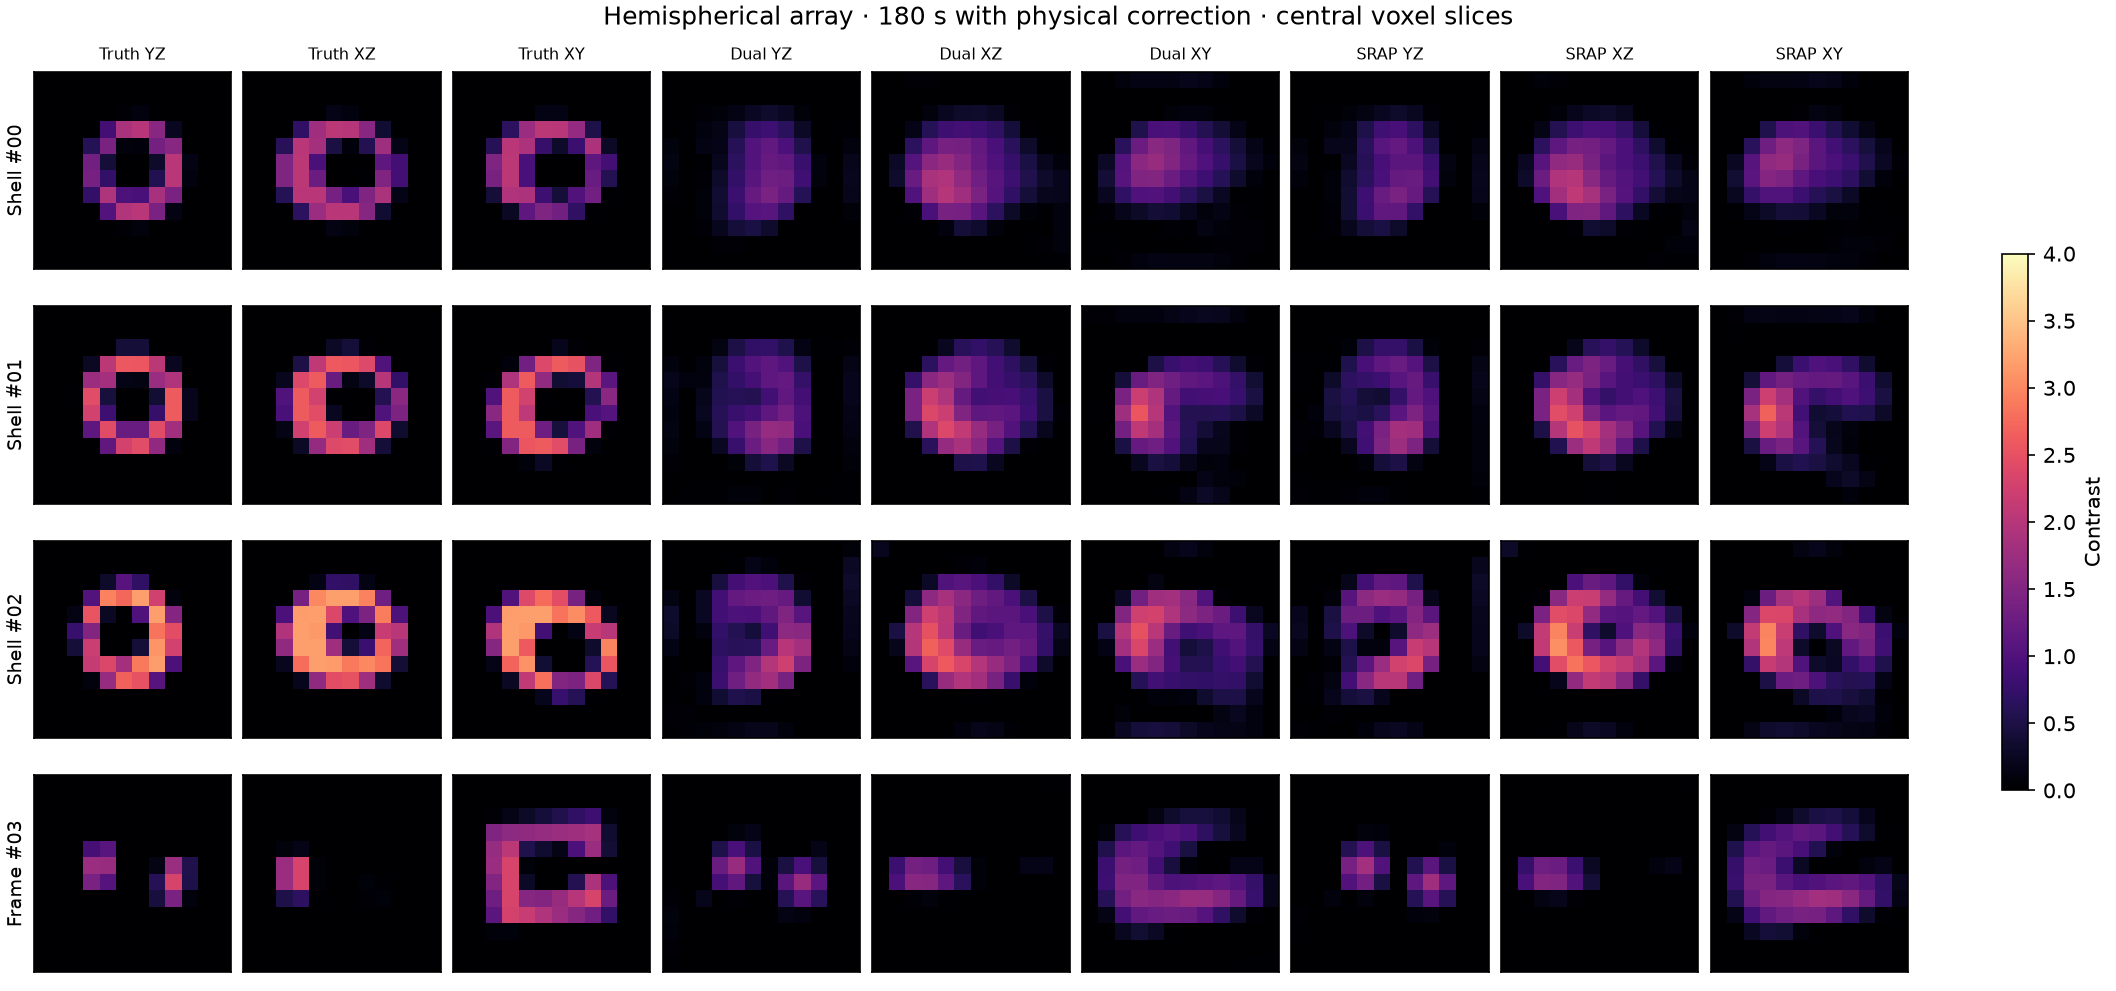 Hemispherical array · 180 s with physical correction · central voxel slices
Truth YZ
Truth XZ
Truth XY
Dual YZ
Dual XZ
Dual XY
SRAP YZ
SRAP XZ
SRAP XY
Shell #00
Shell #01
Shell #02
Frame #03
4.0
3.5
3.0
2.5
2.0
1.5
1.0
0.5
0.0
Contrast